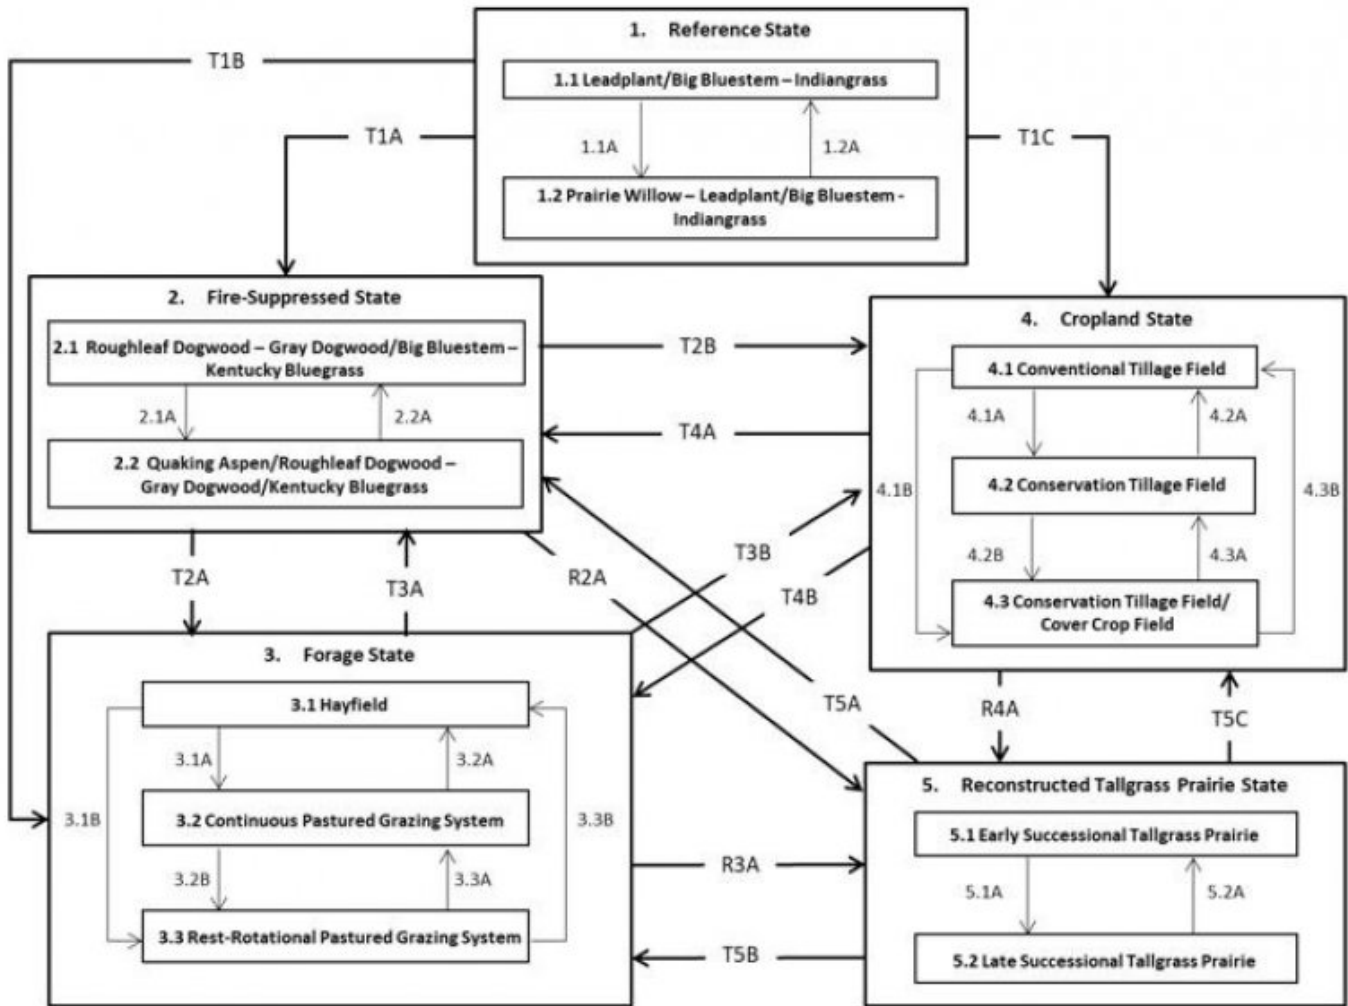 1. Reference State
T1B
1.1 Leadplant/Big Bluestem – Indiangrass
T1A
1.1A
1.2A
T1C
1.2 Prairie Willow – Leadplant/Big Bluestem -
Indiangrass
2. Fire-Suppressed State
2.1 Roughleaf Dogwood – Gray Dogwood/Big Bluestem –
Kentucky Bluegrass
2.1A
2.2A
2.2 Quaking Aspen/Roughleaf Dogwood –
Gray Dogwood/Kentucky Bluegrass
T2B
T4A
4. Cropland State
4.1 Conventional Tillage Field
4.1A
4.2A
4.2 Conservation Tillage Field
4.1B
4.3B
4.2B
4.3A
4.3 Conservation Tillage Field/
Cover Crop Field
T2A
T3A
R2A
T3B
T4B
T5A
R4A
T5C
3. Forage State
3.1 Hayfield
3.1A
3.2A
3.2 Continuous Pastured Grazing System
3.1B
3.3B
3.2B
3.3A
3.3 Rest-Rotational Pastured Grazing System
R3A
T5B
5. Reconstructed Tallgrass Prairie State
5.1 Early Successional Tallgrass Prairie
5.1A
5.2A
5.2 Late Successional Tallgrass Prairie